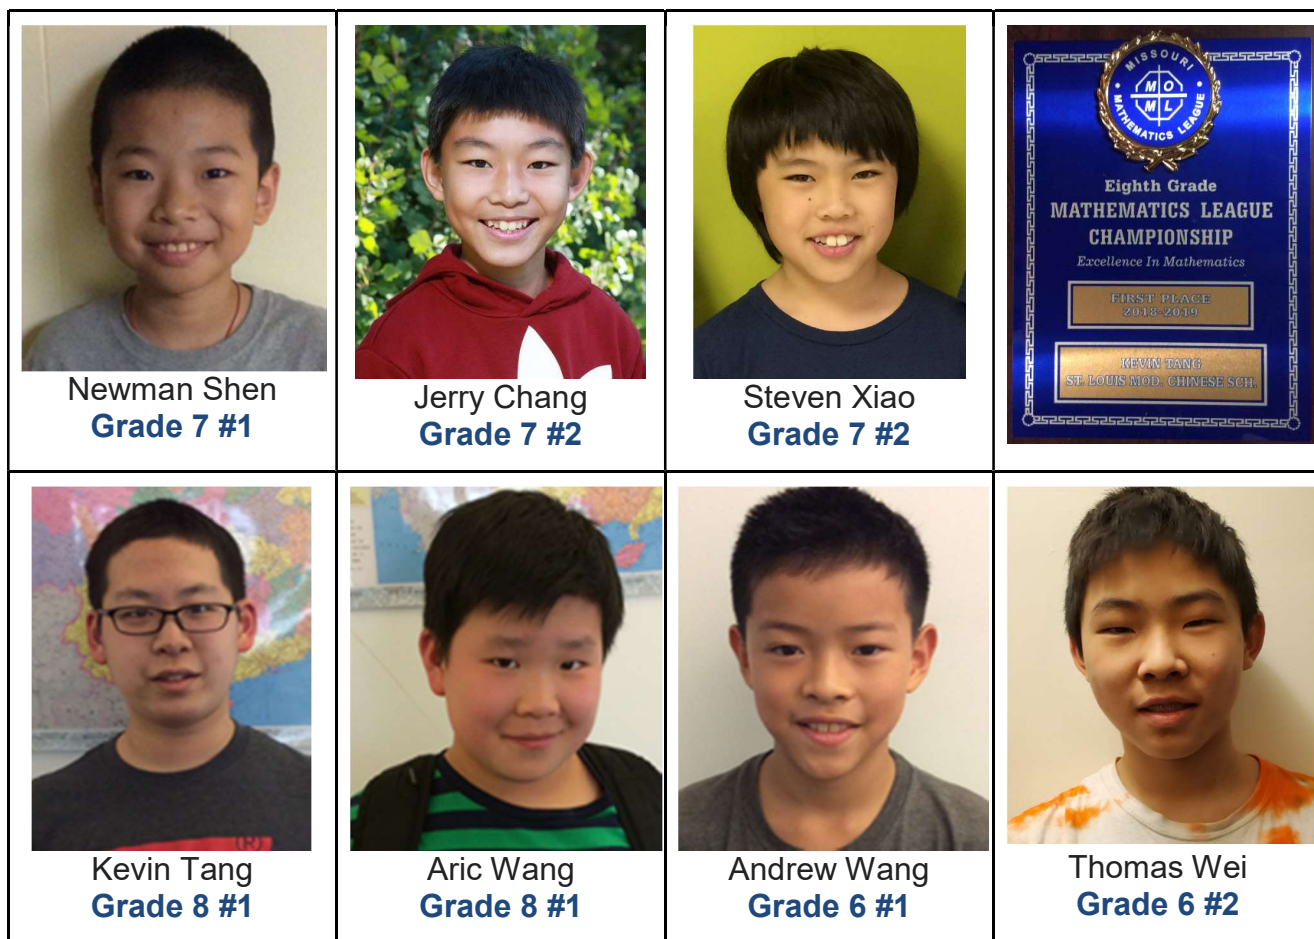 Newman Shen
Grade 7 #1
Jerry Chang
Grade 7 #2
Steven Xiao
Grade 7 #2
MISSOURI
MO
ML
MATHEMATICS LEAGUE
Eighth Grade
MATHEMATICS LEAGUE
CHAMPIONSHIP
Excellence In Mathematics
FIRST PLACE
2018-2019
KEVIN TANG
ST. LOUIS MOD. CHINESE SCH.
(R)
Kevin Tang
Grade 8 #1
Aric Wang
Grade 8 #1
Andrew Wang
Grade 6 #1
Thomas Wei
Grade 6 #2